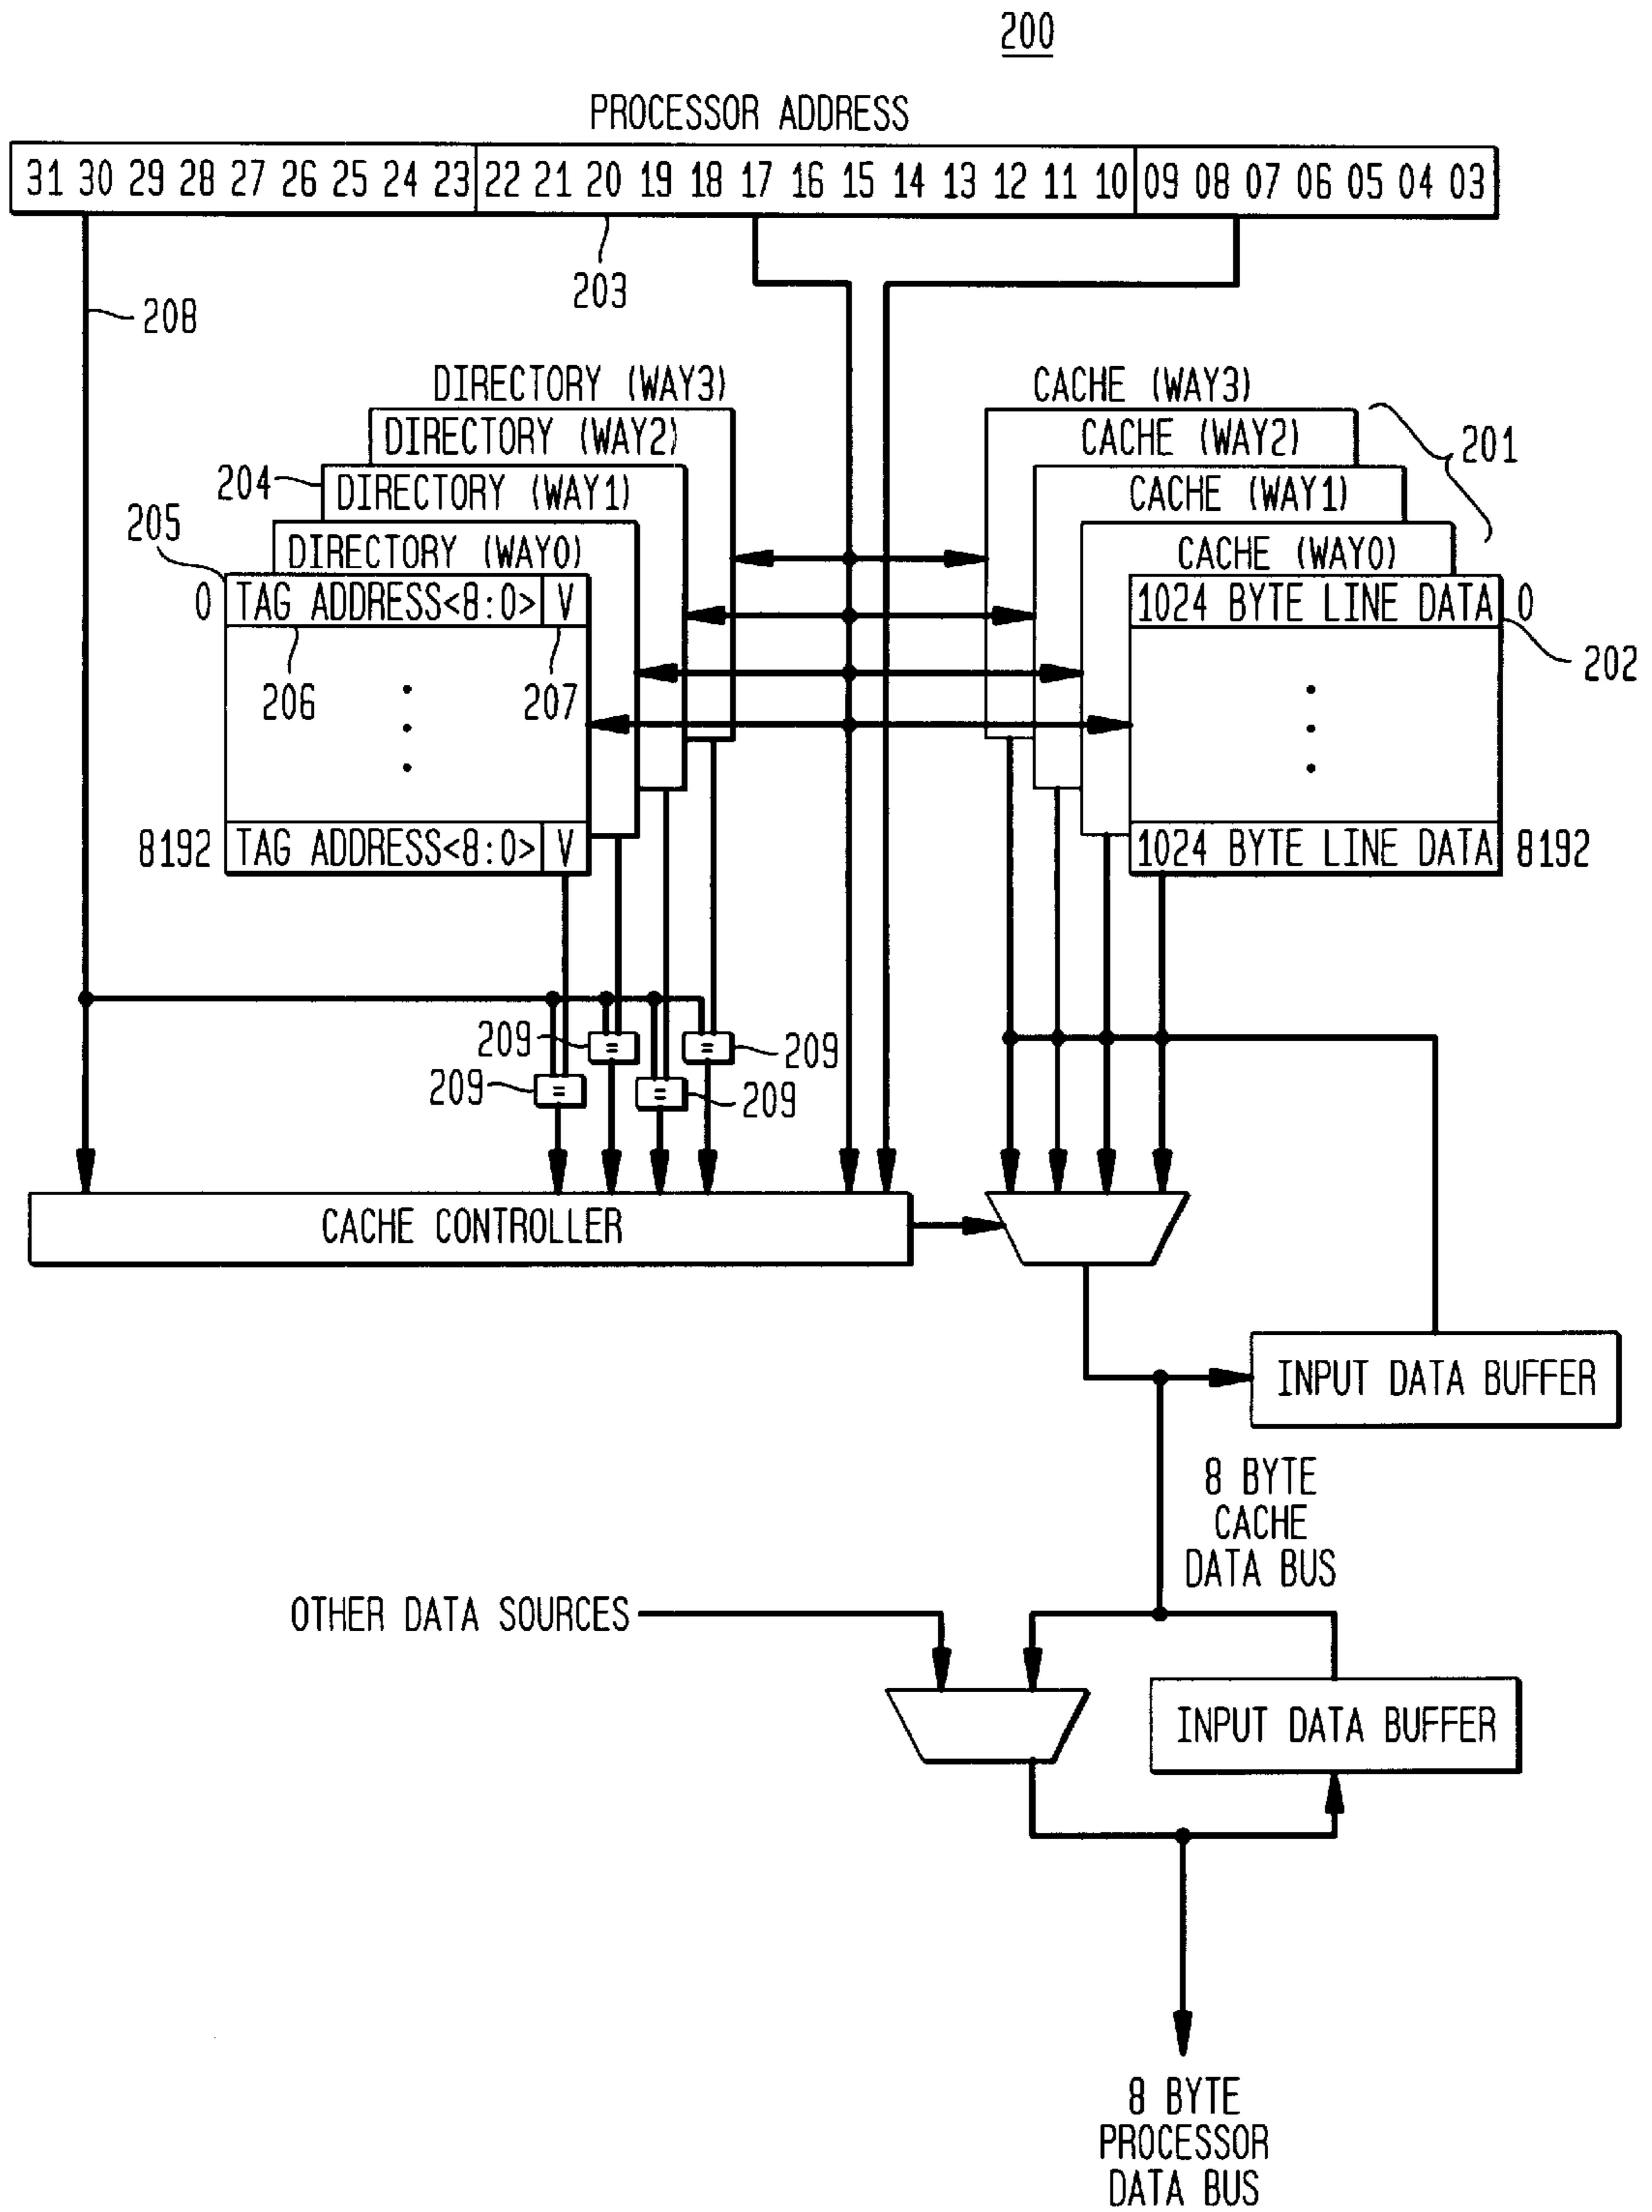 200
PROCESSOR ADDRESS
31 30 29 28 27 26 25 24 23 22 21 20 19 18 17 16 15 14 13 12 11 10 09 08 07 06 05 04 03
203
208
DIRECTORY (WAY3)
CACHE (WAY3)
DIRECTORY (WAY2)
CACHE (WAY2)
201
204
DIRECTORY (WAY1)
CACHE (WAY1)
205
DIRECTORY (WAY0)
CACHE (WAY0)
0 TAG ADDRESS<8:0> V
1024 BYTE LINE DATA 0
202
206
207
8192 TAG ADDRESS<8:0> V
1024 BYTE LINE DATA 8192
209 = = 209
209 = = 209
CACHE CONTROLLER
INPUT DATA BUFFER
8 BYTE
CACHE
DATA BUS
OTHER DATA SOURCES
INPUT DATA BUFFER
8 BYTE
PROCESSOR
DATA BUS